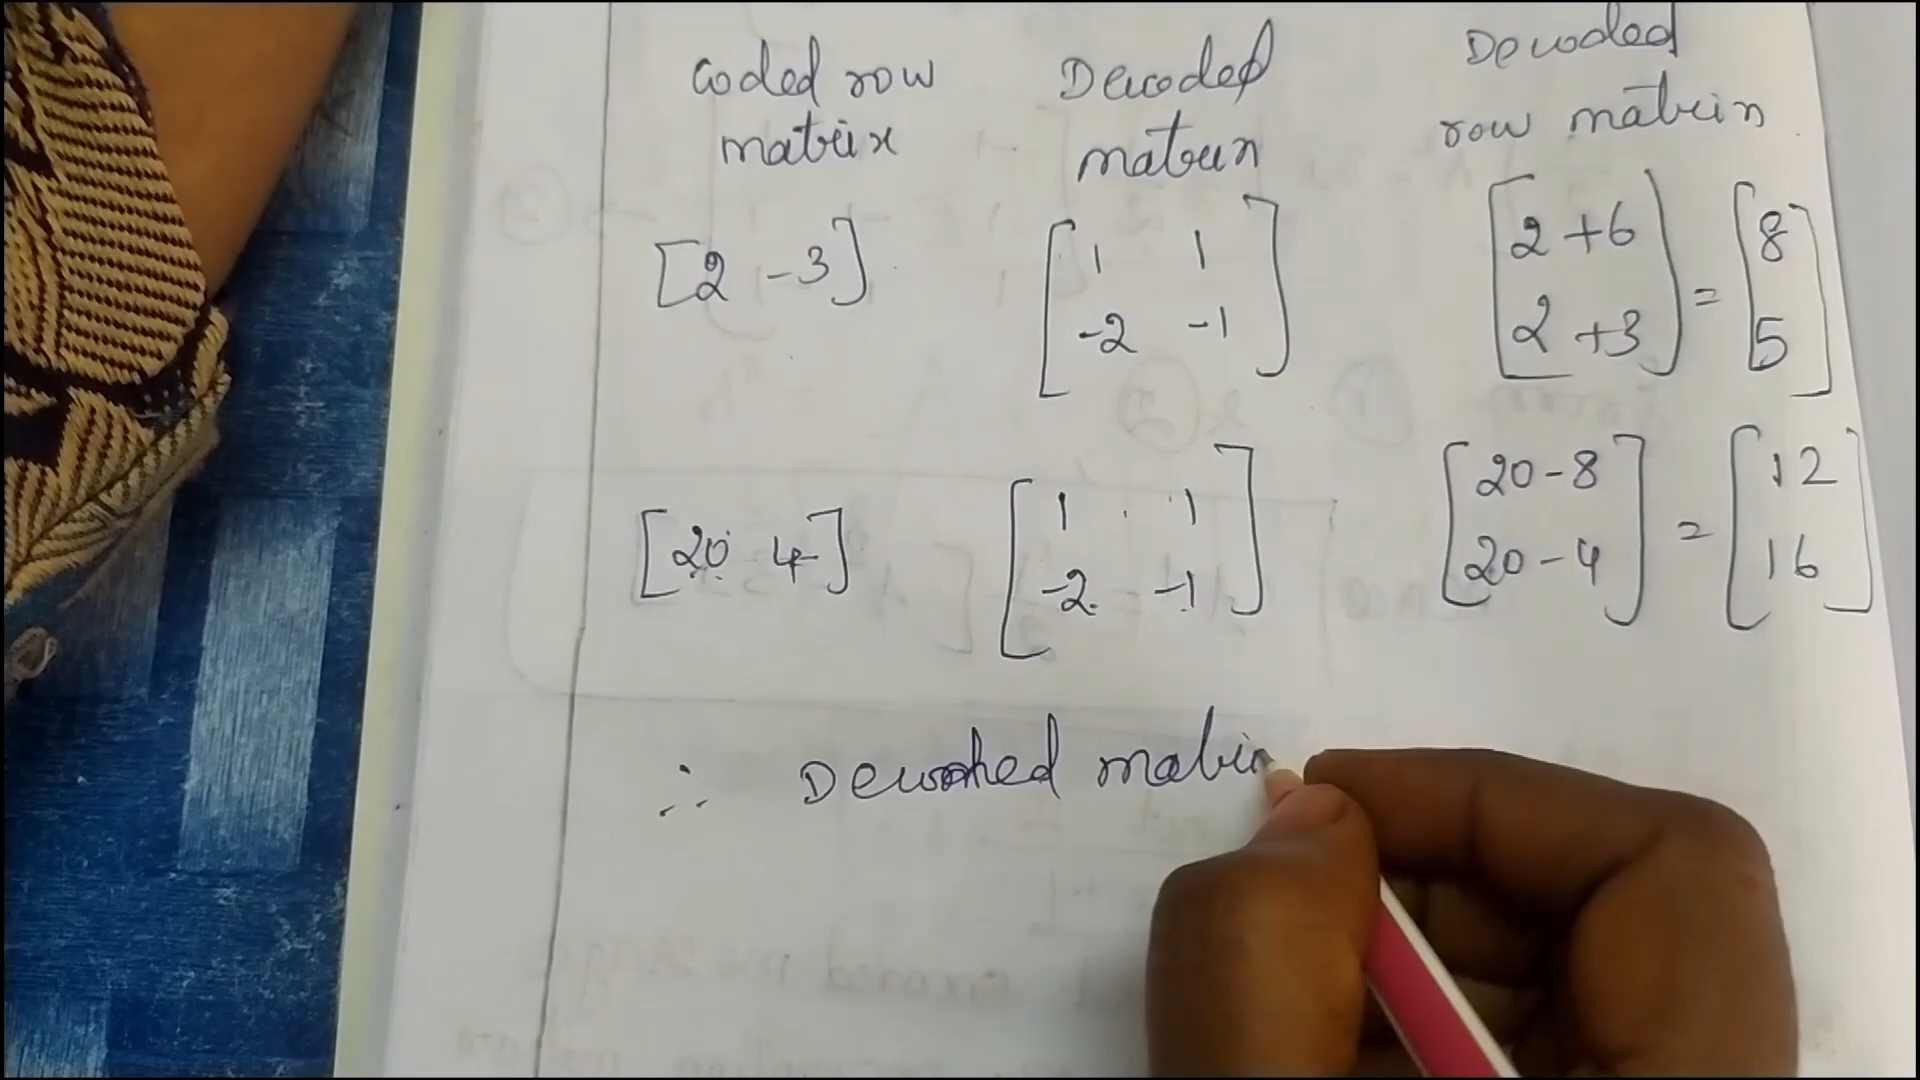 Coded row
matrix
Decoded
matrix
Decoded
row matrix
[2 -3]
[1 1
-2 -1]
[2 +6
2 +3] = [8
5]
[20 4]
[1 1
-2 -1]
[20 - 8
20 - 4] = [12
16]
∴ Decoded matrix